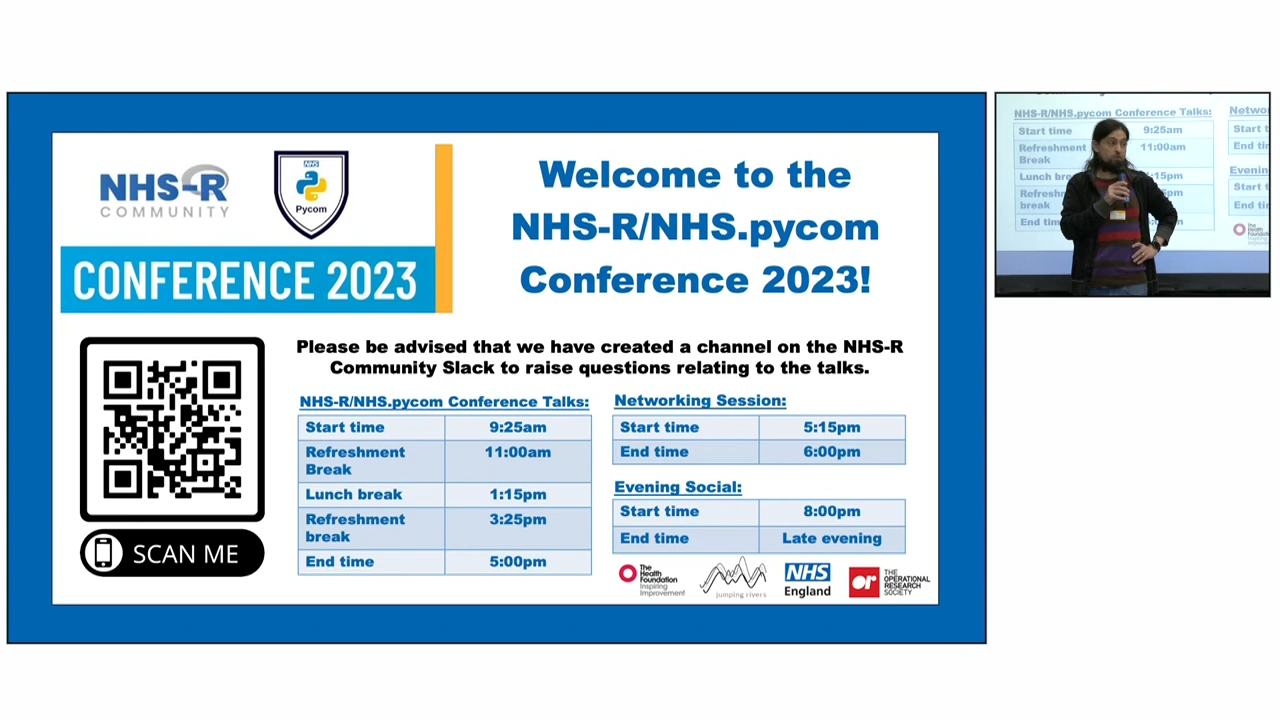 NHS-R
COMMUNITY
NHS
Pycom
CONFERENCE 2023
Welcome to the
NHS-R/NHS.pycom
Conference 2023!
Please be advised that we have created a channel on the NHS-R
Community Slack to raise questions relating to the talks.
SCAN ME
NHS-R/NHS.pycom Conference Talks:
Start time 9:25am
Refreshment 11:00am
Break
Lunch break 1:15pm
Refreshment 3:25pm
break
End time 5:00pm
Networking Session:
Start time 5:15pm
End time 6:00pm
Evening Social:
Start time 8:00pm
End time Late evening
The
Health
Foundation
Inspiring
Improvement
jumping rivers
NHS
England
or
THE
OPERATIONAL
RESEARCH
SOCIETY
NHS-R/NHS.pycom Conference Talks:
Start time 9:25am
Refreshment 11:00am
Break
Lunch
break
End